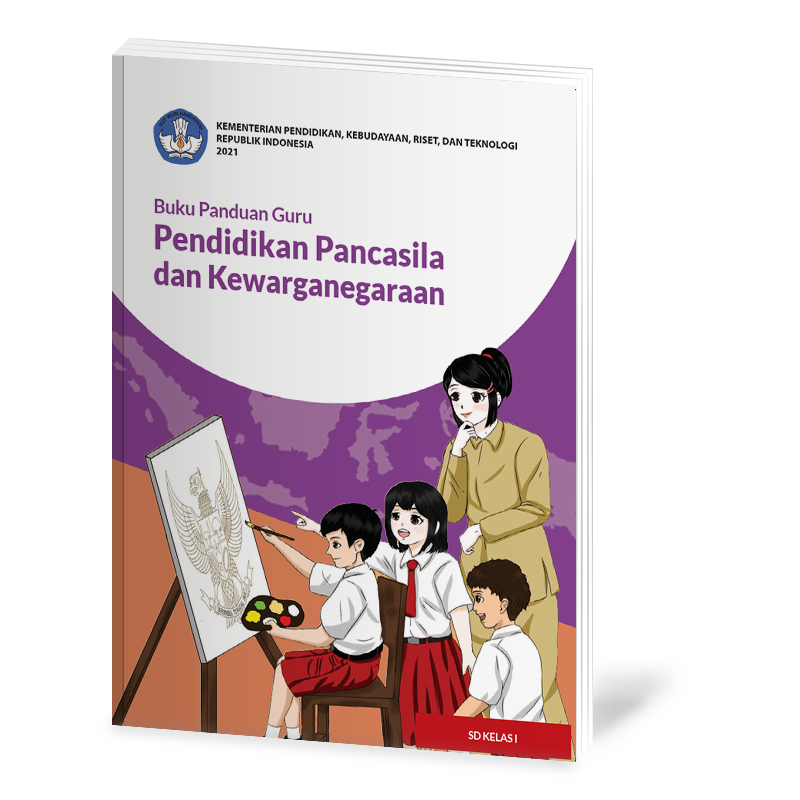 KEMENTERIAN PENDIDIKAN, KEBUDAYAAN, RISET, DAN TEKNOLOGI
REPUBLIK INDONESIA
2021
Buku Panduan Guru
Pendidikan Pancasila
dan Kewarganegaraan
SD KELAS I